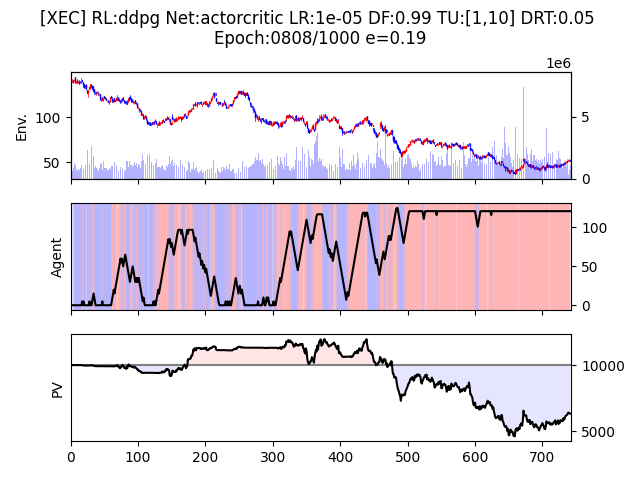 [XEC] RL:ddpg Net:actorcritic LR:1e-05 DF:0.99 TU:[1,10] DRT:0.05
Epoch:0808/1000 e=0.19
1e6
Env.
100
50
5
0
Agent
100
50
0
PV
10000
5000
0 100 200 300 400 500 600 700